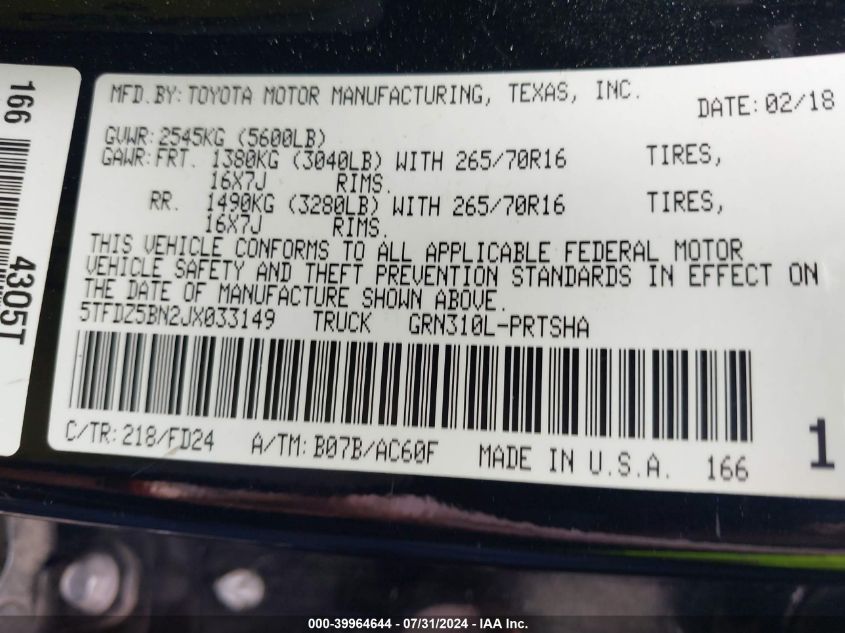 MFD.BY:TOYOTA MOTOR MANUFACTURING, TEXAS, INC.
DATE:02/18
GVWR:2545KG (5600LB)
GAWR:FRT. 1380KG (3040LB) WITH 265/70R16 TIRES,
16X7J RIMS.
RR. 1490KG (3280LB) WITH 265/70R16 TIRES,
16X7J RIMS.
THIS VEHICLE CONFORMS TO ALL APPLICABLE FEDERAL MOTOR
VEHICLE SAFETY AND THEFT PREVENTION STANDARDS IN EFFECT ON
THE DATE OF MANUFACTURE SHOWN ABOVE.
5TFDZ5BN2JX033149 TRUCK GRN310L-PRTSHA
C/TR:218/FD24 A/TM:B07B/AC60F MADE IN U.S.A. 166
1
166 4305T
000-39964644 / 07/31/2024 - IAA Inc.